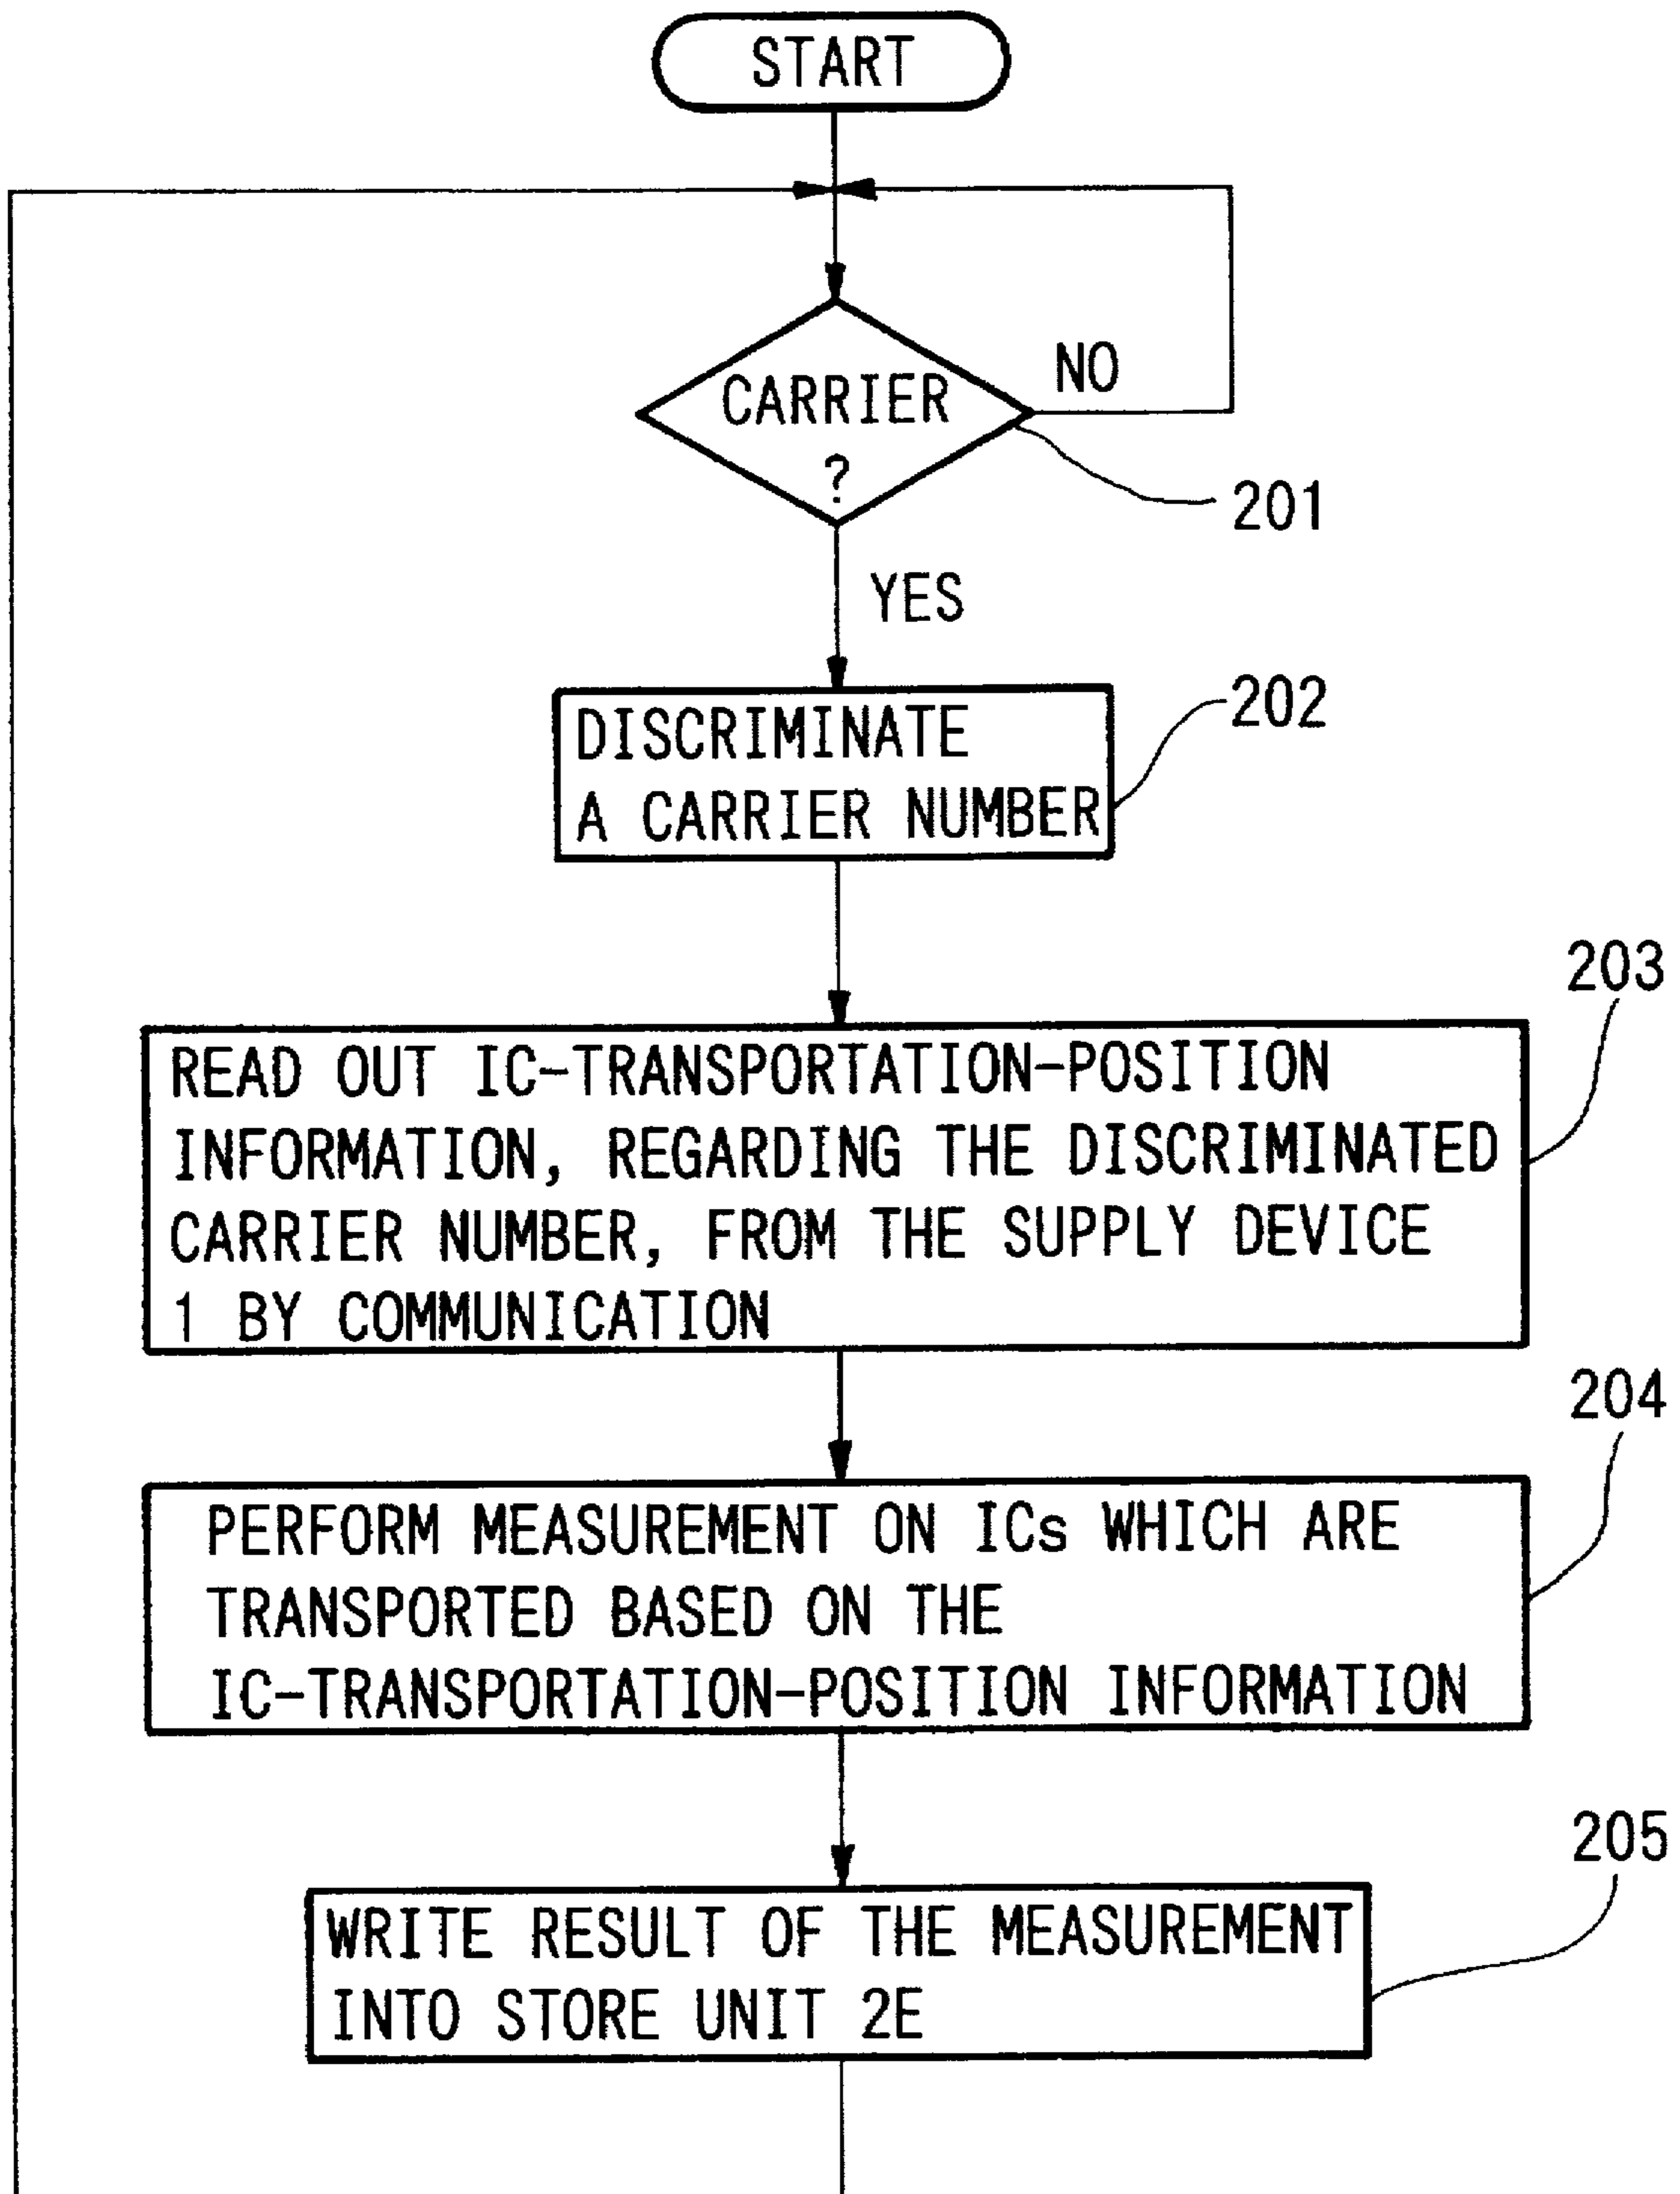 START
CARRIER
?
NO
201
YES
DISCRIMINATE
A CARRIER NUMBER
202
203
READ OUT IC-TRANSPORTATION-POSITION
INFORMATION, REGARDING THE DISCRIMINATED
CARRIER NUMBER, FROM THE SUPPLY DEVICE
1 BY COMMUNICATION
204
PERFORM MEASUREMENT ON ICs WHICH ARE
TRANSPORTED BASED ON THE
IC-TRANSPORTATION-POSITION INFORMATION
205
WRITE RESULT OF THE MEASUREMENT
INTO STORE UNIT 2E